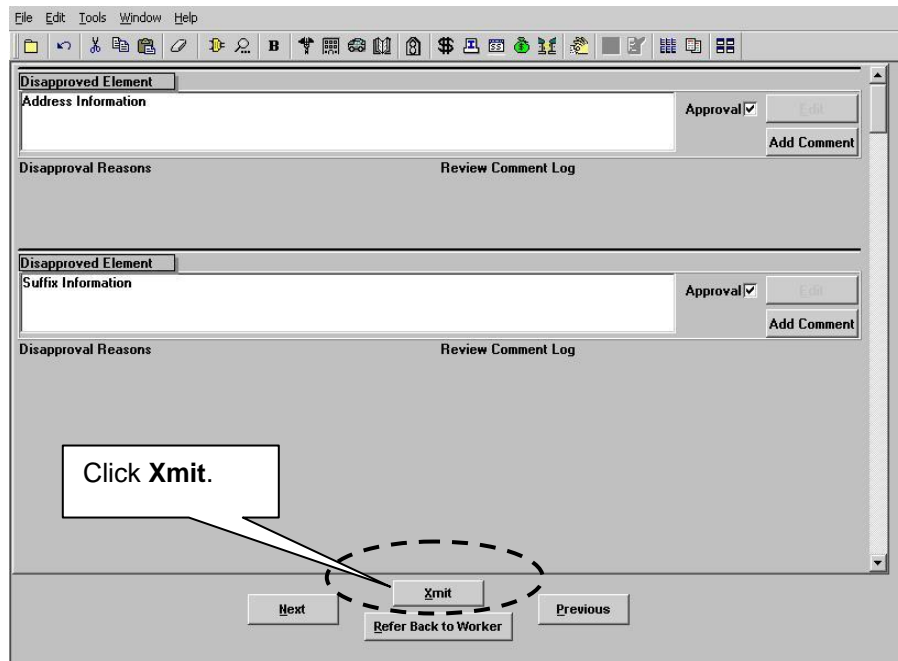 File Edit Tools Window Help
B
Disapproved Element
Address Information
Approval
Edit
Add Comment
Disapproval Reasons
Review Comment Log
Disapproved Element
Suffix Information
Approval
Edit
Add Comment
Disapproval Reasons
Review Comment Log
Click Xmit.
Xmit
Next
Previous
Refer Back to Worker